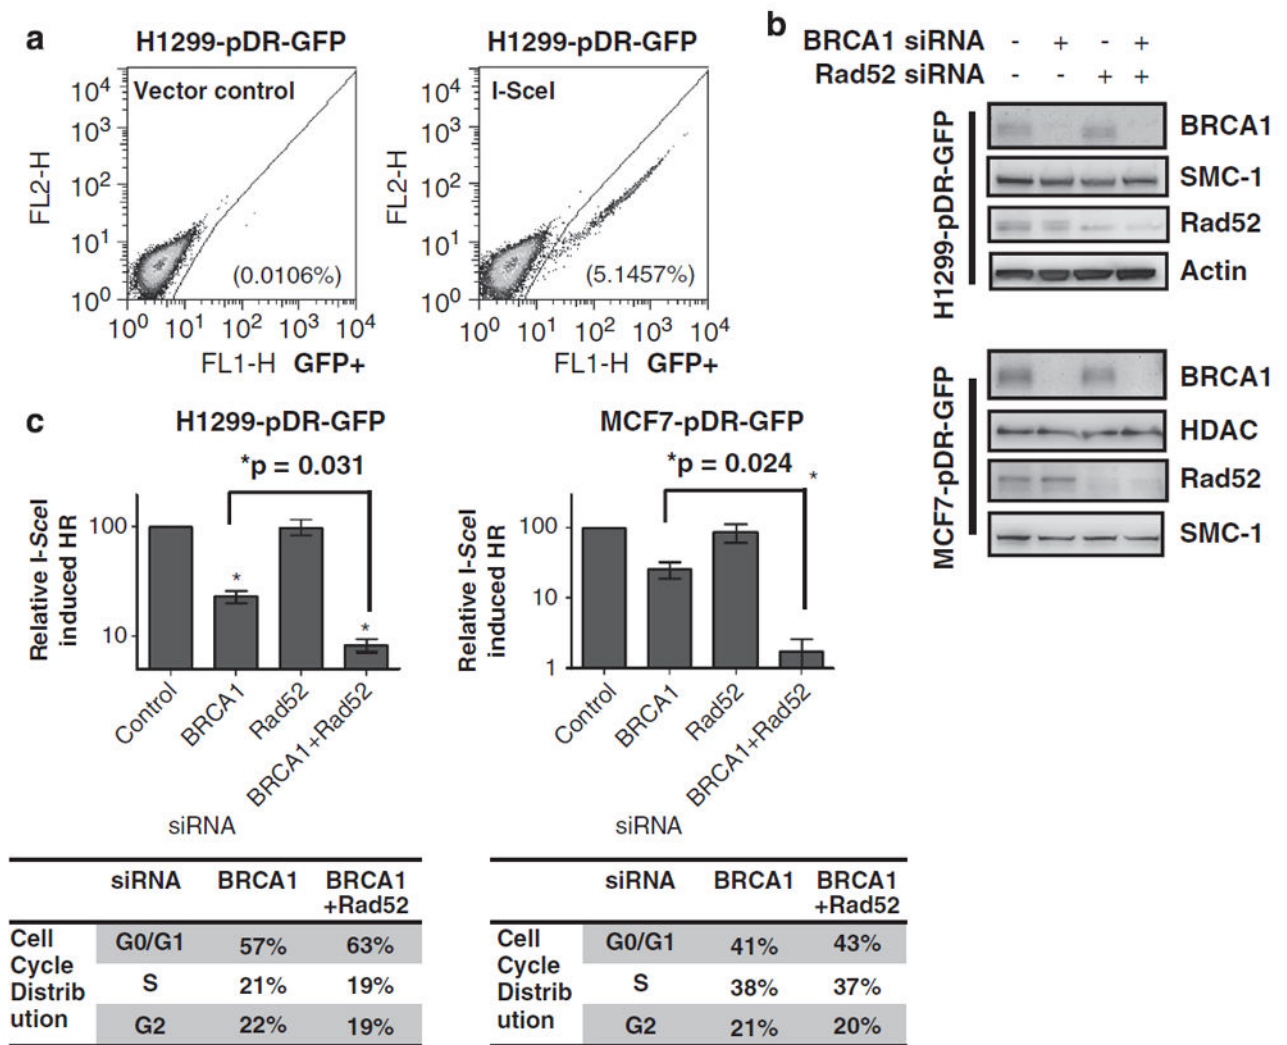 a
H1299-pDR-GFP
H1299-pDR-GFP
Vector control
I-SceI
FL2-H
10⁴
10³
10²
10¹
10⁰
(0.0106%)
10⁰ 10¹ 10² 10³ 10⁴
FL1-H GFP+
FL2-H
10⁴
10³
10²
10¹
10⁰
(5.1457%)
10⁰ 10¹ 10² 10³ 10⁴
FL1-H GFP+
b
BRCA1 siRNA - + - +
Rad52 siRNA - - + +
H1299-pDR-GFP
BRCA1
SMC-1
Rad52
Actin
MCF7-pDR-GFP
BRCA1
HDAC
Rad52
SMC-1
c
H1299-pDR-GFP
*p = 0.031
Relative I-SceI
induced HR
100
10
*
*
Control
BRCA1
Rad52
BRCA1+Rad52
siRNA
MCF7-pDR-GFP
*p = 0.024
*
Relative I-SceI
induced HR
100
10
1
Control
BRCA1
Rad52
BRCA1+Rad52
siRNA
siRNA BRCA1 BRCA1
+Rad52
Cell
Cycle
Distrib
ution
G0/G1 57% 63%
S 21% 19%
G2 22% 19%
siRNA BRCA1 BRCA1
+Rad52
Cell
Cycle
Distrib
ution
G0/G1 41% 43%
S 38% 37%
G2 21% 20%